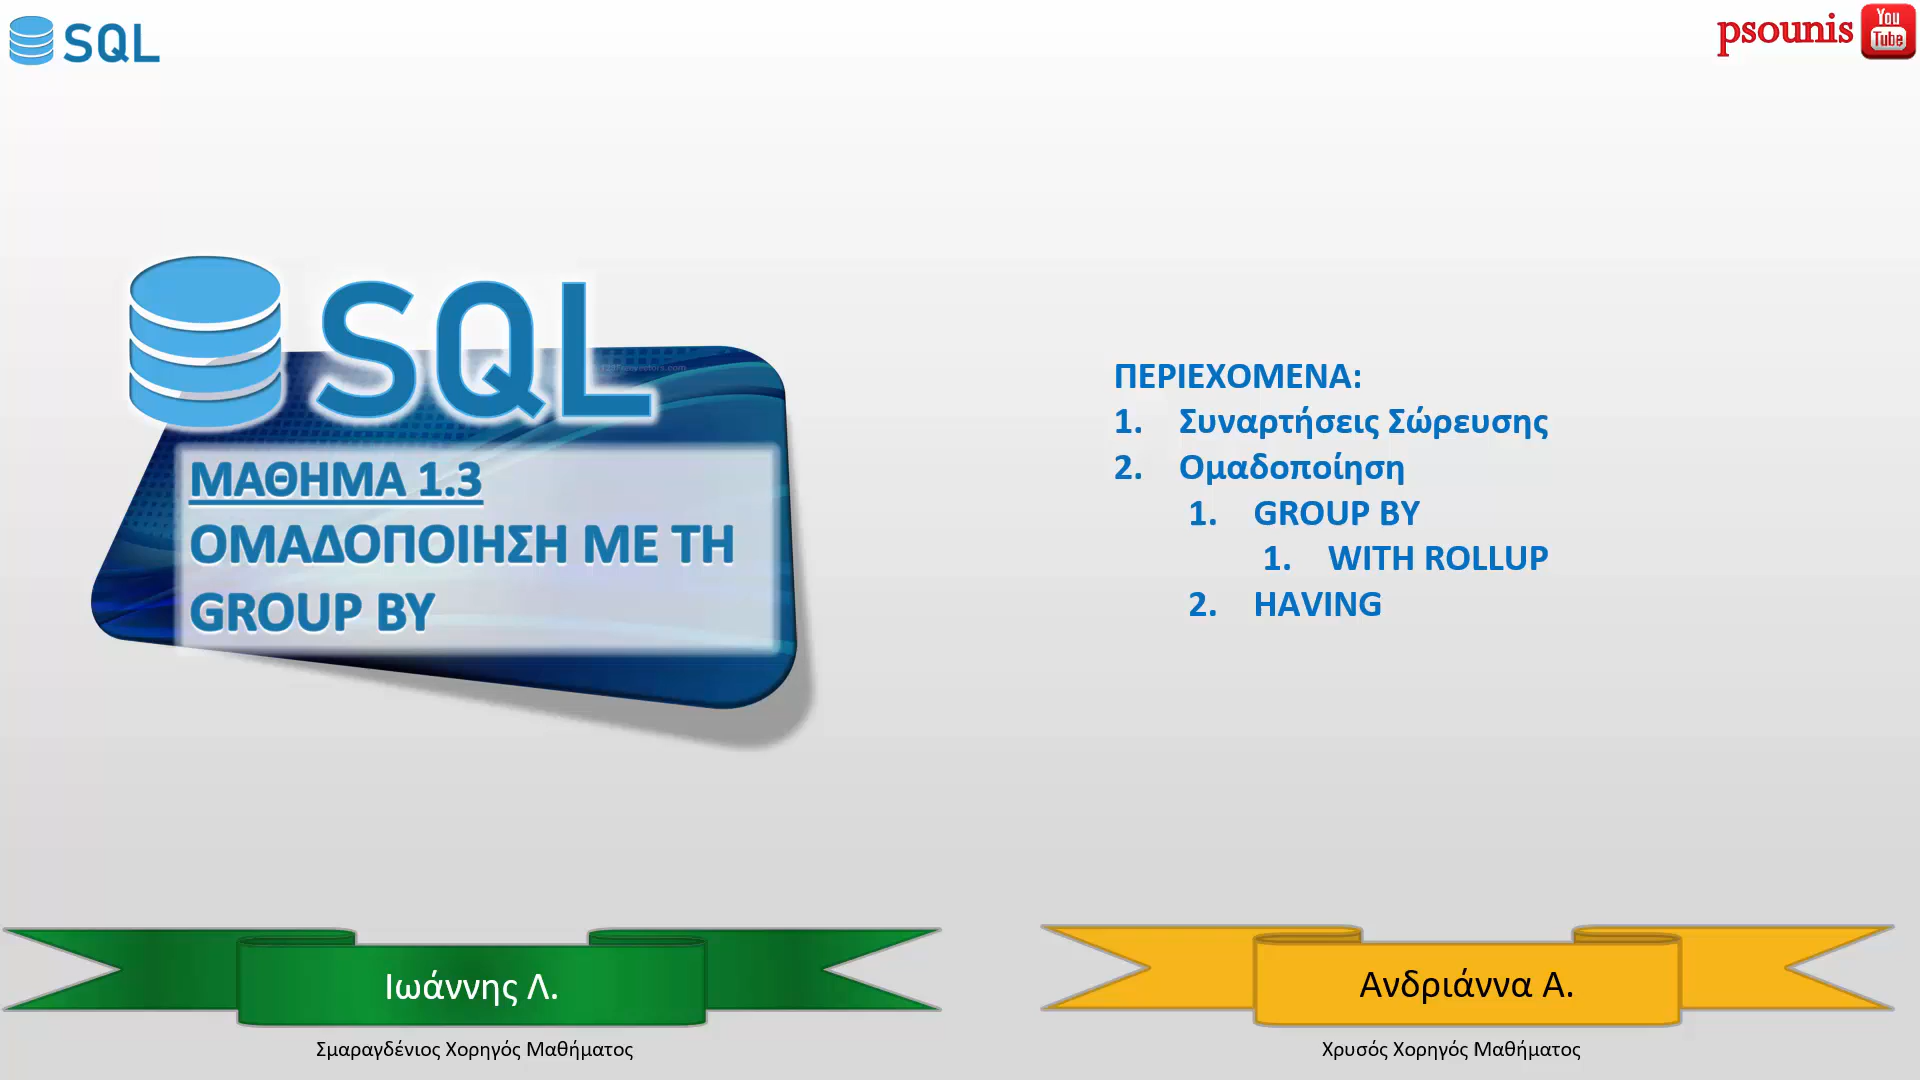 SQL
psounis
You
Tube
SQL
ΜΑΘΗΜΑ 1.3
ΟΜΑΔΟΠΟΙΗΣΗ ΜΕ ΤΗ
GROUP BY
ΠΕΡΙΕΧΟΜΕΝΑ:
1. Συναρτήσεις Σώρευσης
2. Ομαδοποίηση
1. GROUP BY
1. WITH ROLLUP
2. HAVING
Ιωάννης Λ.
Σμαραγδένιος Χορηγός Μαθήματος
Ανδριάννα Α.
Χρυσός Χορηγός Μαθήματος